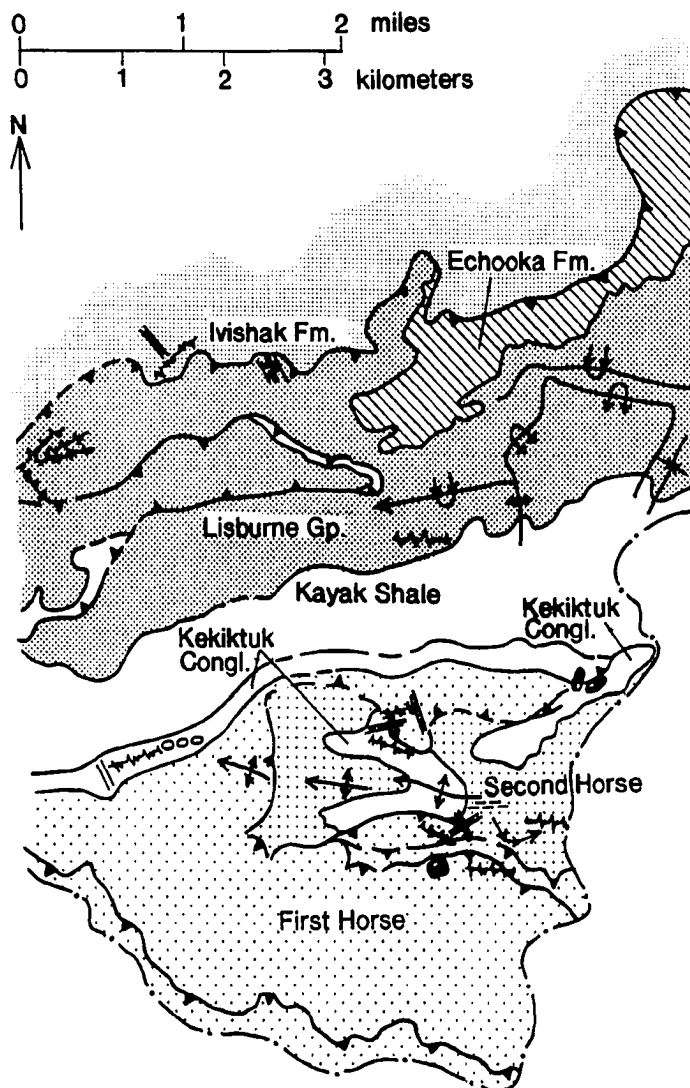 0 1 2 miles
0 1 2 3 kilometers
N
Echooka Fm.
Ivishak Fm.
Lisburne Gp.
Kayak Shale
Kekiktuk
Congl.
Kekiktuk
Congl.
Second Horse
First Horse